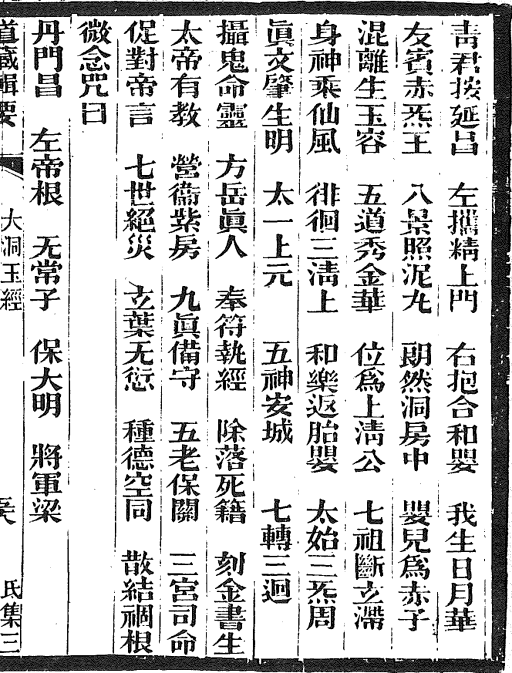 青君按延昌　左攜精上門　右抱合和嬰　我生日月華
友賓赤炁王　八景照泥丸　朗然洞房中　嬰兒爲赤子
混離生玉容　五道秀金華　位爲上清公　七祖斷玄滯
身神乘仙風　徘徊三清上　和樂返胎嬰　太始三炁周
眞文肇生明　太一上元　五神安城　七轉三迴
攝鬼命靈　方岳眞人　奉符執經　除落死籍　刻金書生
太帝有教　營衞紫房　九眞備守　五老保關　三宮司命
促對帝言　七世絕災　玄葉无愆　種德空同　散結禍根
微念咒曰
丹門昌　左帝根　无常子　保大明　將軍梁
道藏輯要　大洞玉經　氐集三